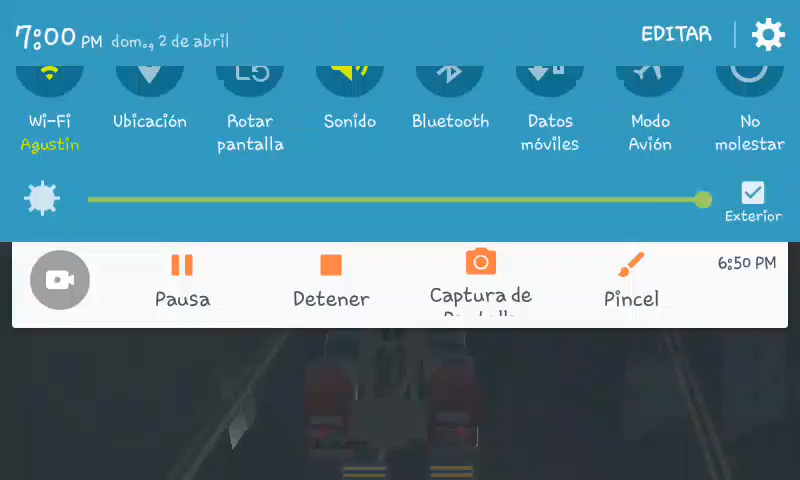 7:00 PM dom., 2 de abril EDITAR
Wi-Fi Ubicación Rotar Sonido Bluetooth Datos Modo No
Agustin pantalla móviles Avión molestar
Exterior
6:50 PM
Pausa Detener Captura de Pincel
Pantalla